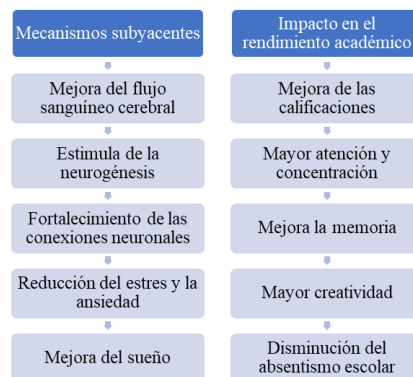 Mecanismos subyacentes
Mejora del flujo
sanguíneo cerebral
Estimula de la
neurogénesis
Fortalecimiento de las
conexiones neuronales
Reducción del estres y la
ansiedad
Mejora del sueño
Impacto en el
rendimiento académico
Mejora de las
calificaciones
Mayor atención y
concentración
Mejora la memoria
Mayor creatividad
Disminución del
absentismo escolar